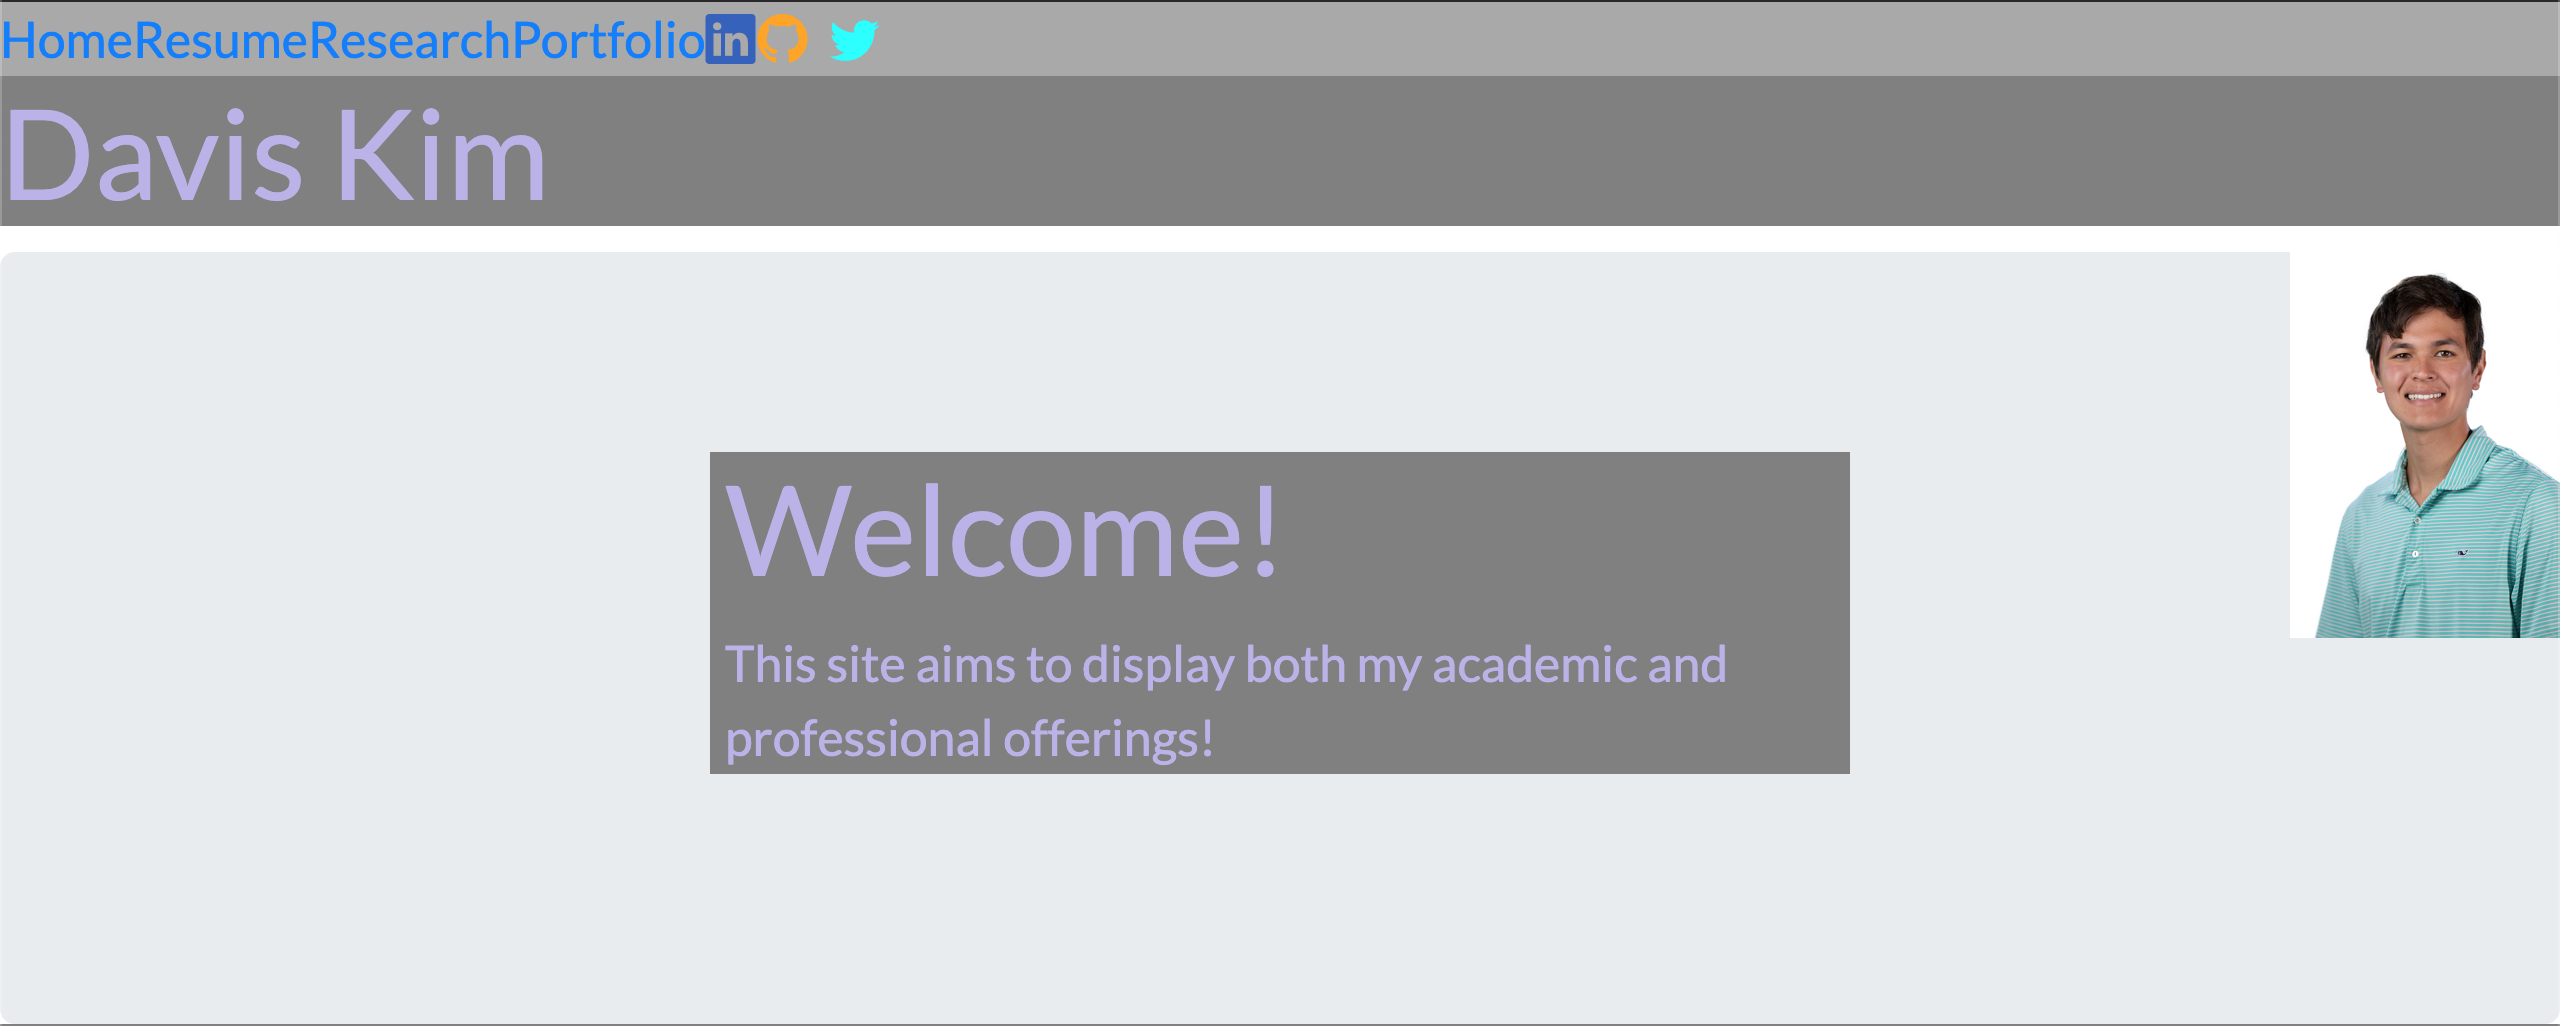 HomeResumeResearchPortfolio in
Davis Kim
Welcome!
This site aims to display both my academic and
professional offerings!